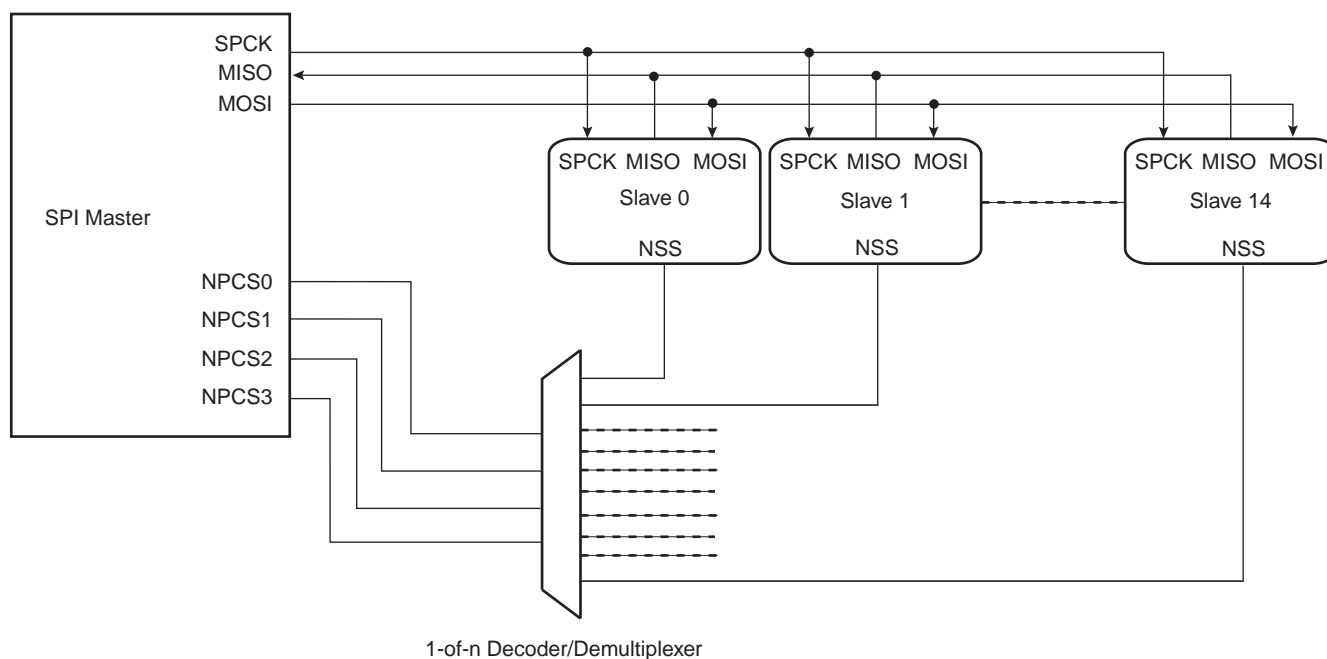 SPCK
MISO
MOSI
SPI Master
NPCS0
NPCS1
NPCS2
NPCS3
SPCK MISO MOSI
Slave 0
NSS
SPCK MISO MOSI
Slave 1
NSS
SPCK MISO MOSI
Slave 14
NSS
1-of-n Decoder/Demultiplexer